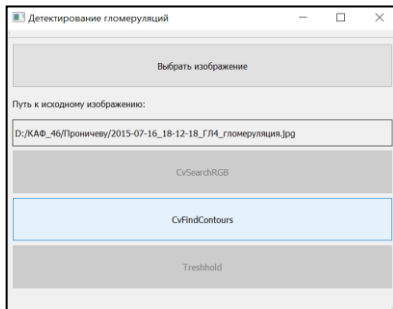 Детектирование гломеруляций
Выбрать изображение
Путь к исходному изображению:
D:/КАФ_46/Проничеву/2015-07-16_18-12-18_ГЛ4_гломеруляция.jpg
CvSearchRGB
CvFindContours
Treshhold